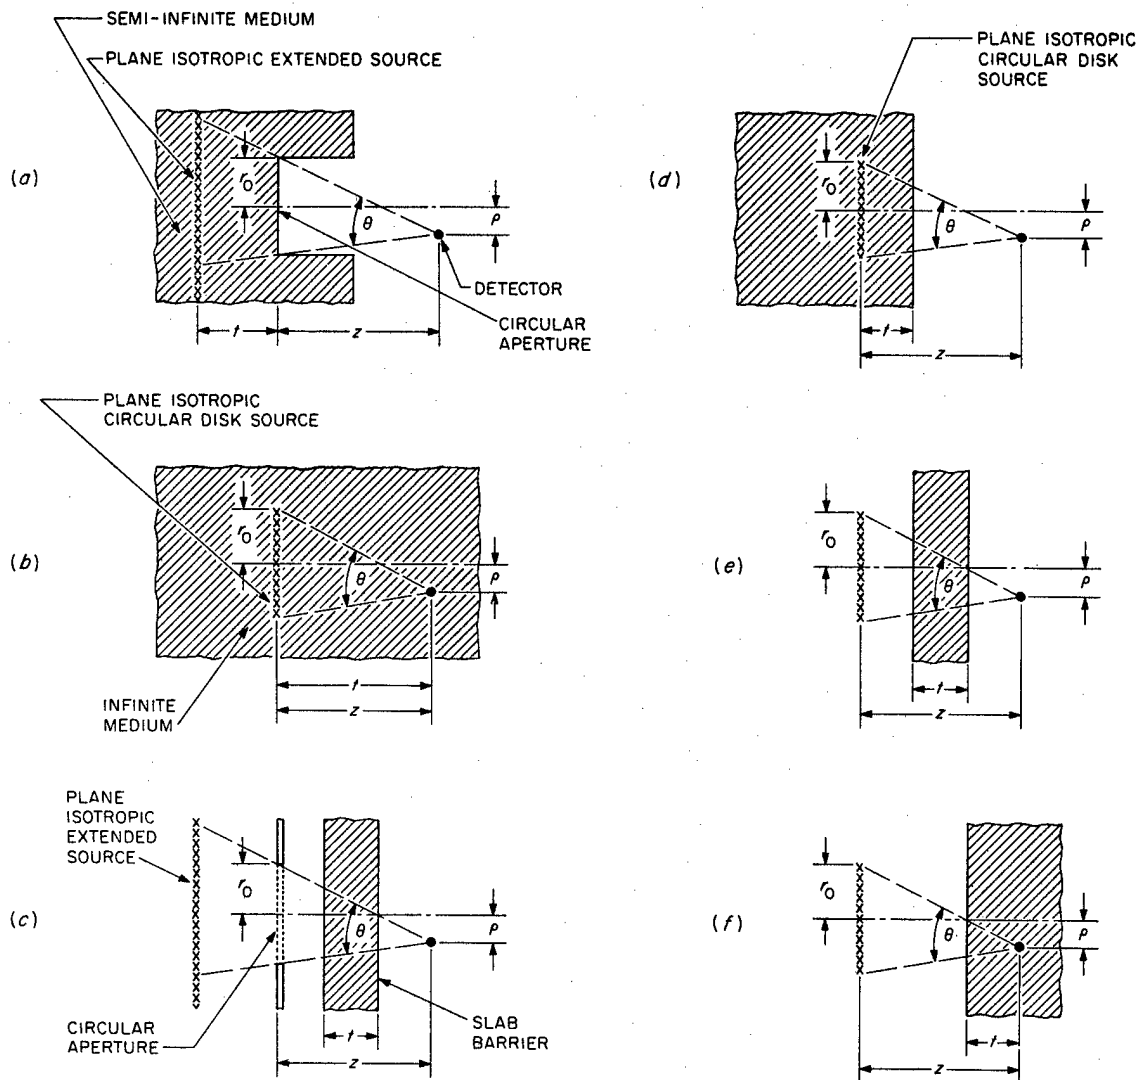 SEMI-INFINITE MEDIUM
PLANE ISOTROPIC EXTENDED SOURCE
(a)
r₀
θ
ρ
DETECTOR
CIRCULAR
APERTURE
t
z
PLANE ISOTROPIC
CIRCULAR DISK SOURCE
(b)
r₀
θ
ρ
t
z
INFINITE
MEDIUM
PLANE
ISOTROPIC
EXTENDED
SOURCE
(c)
r₀
θ
ρ
CIRCULAR
APERTURE
t
z
SLAB
BARRIER
PLANE ISOTROPIC
CIRCULAR DISK
SOURCE
(d)
r₀
θ
ρ
t
z
(e)
r₀
θ
ρ
t
z
(f)
r₀
θ
ρ
t
z